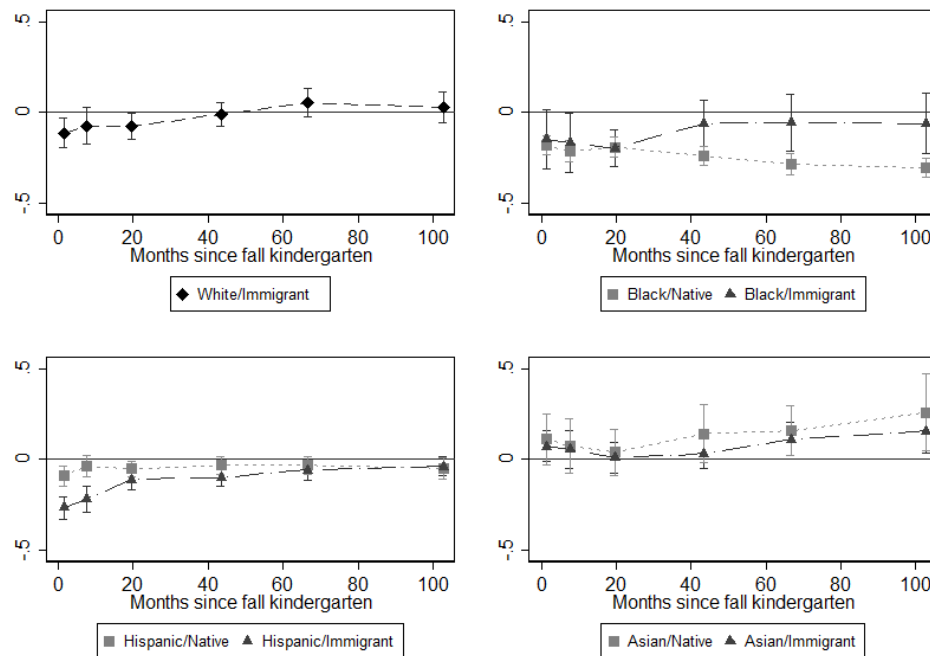 .5
0
-.5
0 20 40 60 80 100
Months since fall kindergarten
White/Immigrant
.5
0
-.5
0 20 40 60 80 100
Months since fall kindergarten
Black/Native Black/Immigrant
.5
0
-.5
0 20 40 60 80 100
Months since fall kindergarten
Hispanic/Native Hispanic/Immigrant
.5
0
-.5
0 20 40 60 80 100
Months since fall kindergarten
Asian/Native Asian/Immigrant